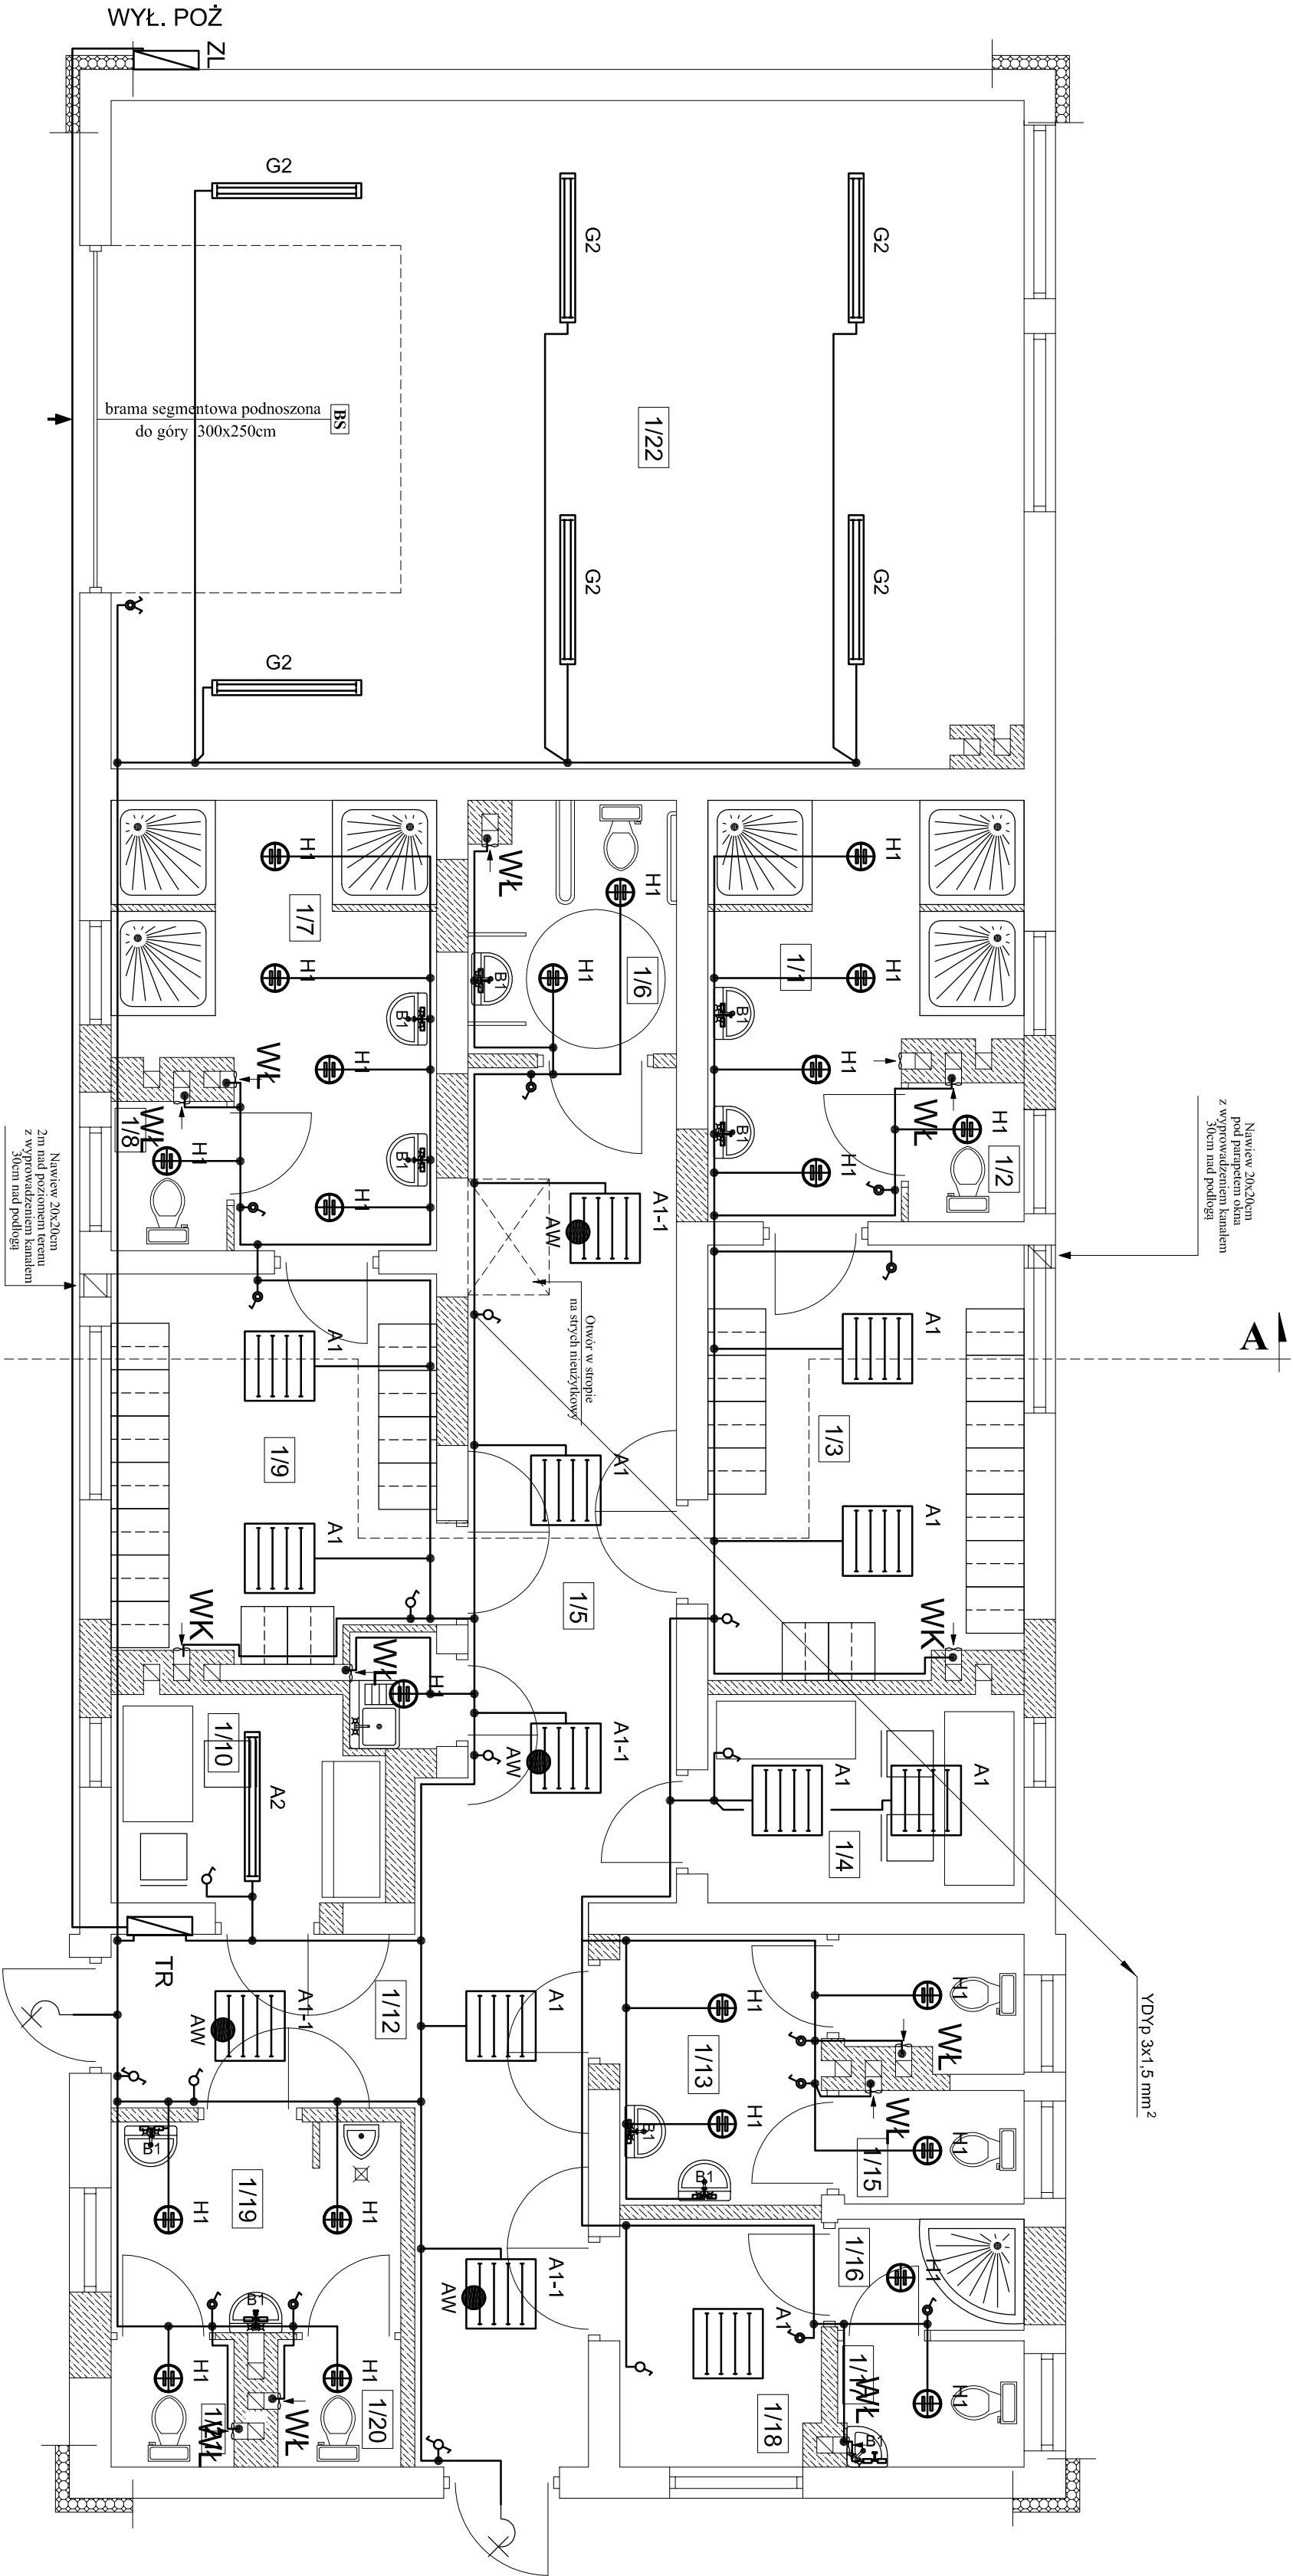 WYŁ. POŻ
ZL
G2
G2
G2
BS
brama segmentowa podnoszona
do góry 300x250cm
1/22
G2
G2
G2
H1
H1
H1
WŁ
1/7
H1
1/6
1/1
H1
H1
H1
B1
B1
B1
H1
H1
WŁ
WŁ
1/8
H1
B1
B1
H1
WŁ
H1
1/2
H1
Nawiew 20x20cm
2m nad poziomem terenu
z wyprowadzeniem kanałem
30cm nad podłogą
Nawiew 20x20cm
pod parapetem okna
z wyprowadzeniem kanałem
30cm nad podłogą
A1-1
AW
Otwór w stropie
na strych nieużytkowy
A
A1
A1
1/9
A1
1/3
A1
A1
WK
1/5
WK
WŁ
H1
1/10
A2
A1-1
AW
A1
A1
1/4
TR
A1-1
AW
1/12
A1
H1
1/13
H1
WŁ
YDYp 3x1,5 mm²
H1
B1
B1
WŁ
1/15
H1
B1
1/19
H1
H1
B1
A1-1
AW
1/16
H1
A1
H1
H1
1/20
WŁ
WŁ
1/18
WŁ
B1
H1